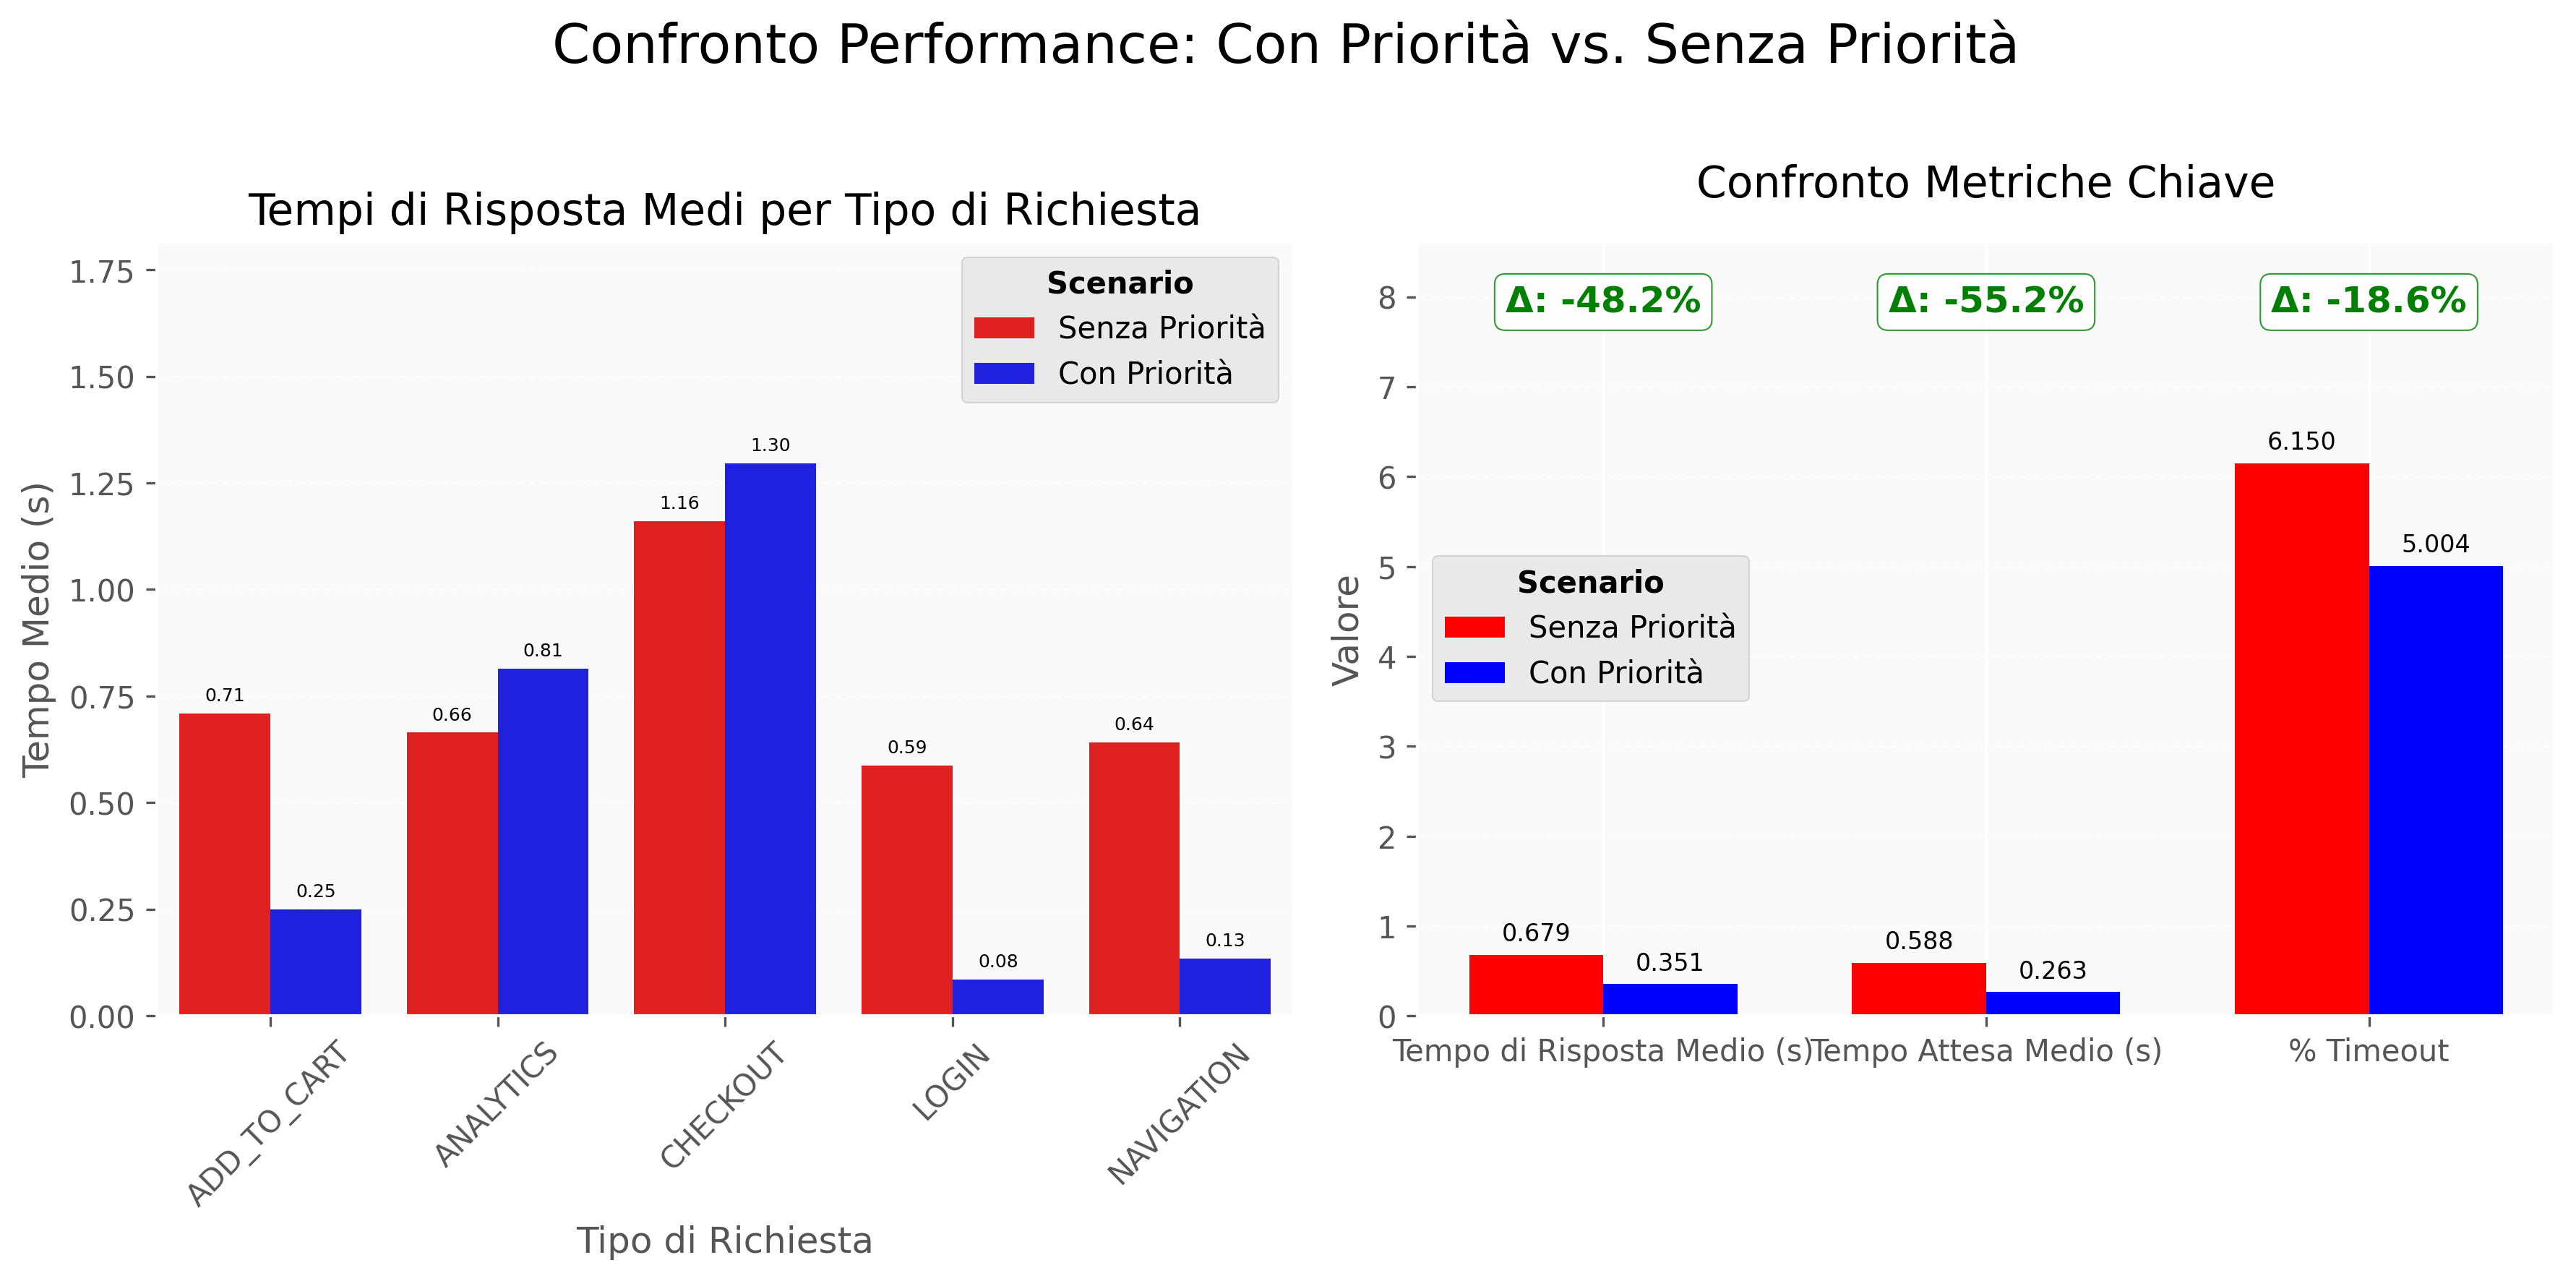 Confronto Performance: Con Priorità vs. Senza Priorità
Tempi di Risposta Medi per Tipo di Richiesta
Tempo Medio (s)
1.75
1.50
1.25
1.00
0.75
0.50
0.25
0.00
Scenario
Senza Priorità
Con Priorità
0.71
0.25
0.66
0.81
1.16
1.30
0.59
0.08
0.64
0.13
ADD_TO_CART
ANALYTICS
CHECKOUT
LOGIN
NAVIGATION
Tipo di Richiesta
Confronto Metriche Chiave
Valore
8
7
6
5
4
3
2
1
0
Δ: -48.2%
Δ: -55.2%
Δ: -18.6%
Scenario
Senza Priorità
Con Priorità
0.679
0.351
0.588
0.263
6.150
5.004
Tempo di Risposta Medio (s)
Tempo Attesa Medio (s)
% Timeout